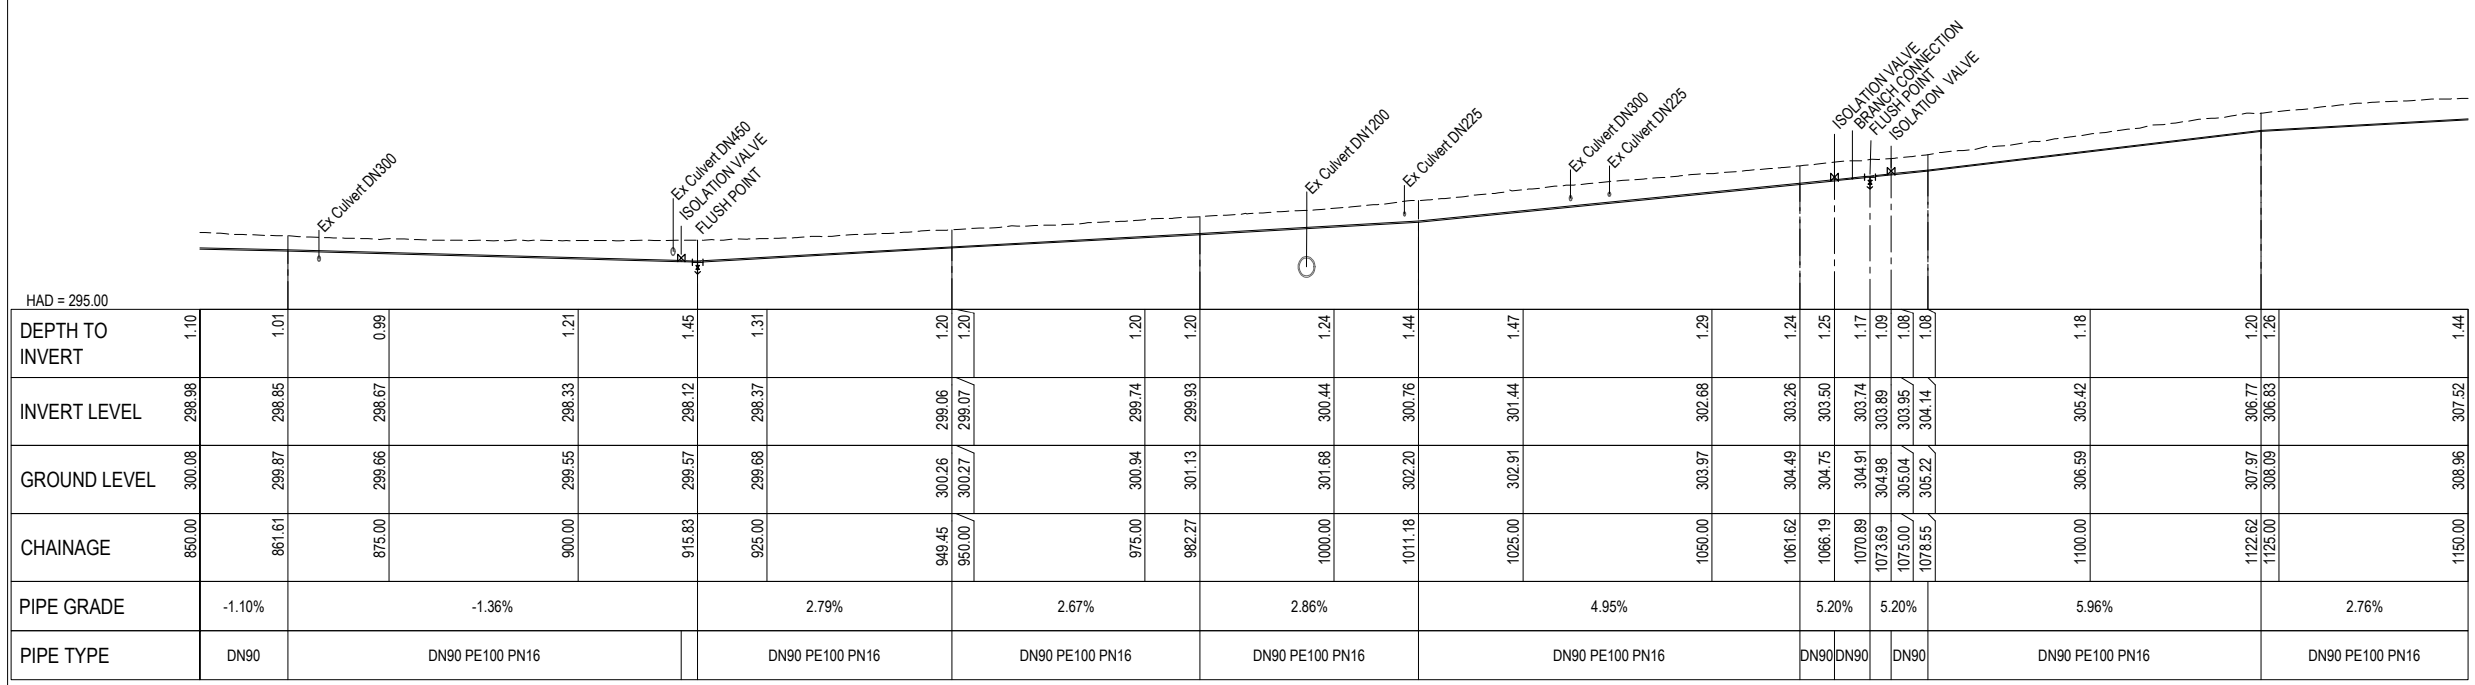 Ex Culvert DN300
Ex Culvert DN450
ISOLATION VALVE
FLUSH POINT
Ex Culvert DN1200
Ex Culvert DN225
Ex Culvert DN300
Ex Culvert DN225
ISOLATION VALVE
BRANCH CONNECTION
FLUSH POINT
ISOLATION VALVE
HAD = 295.00
DEPTH TO INVERT 1.10 1.01 0.99 1.21 1.45 1.31 1.20 1.20 1.20 1.20 1.24 1.44 1.47 1.29 1.24 1.25 1.17 1.09 1.08 1.08 1.18 1.20 1.26 1.44
INVERT LEVEL 298.98 298.85 298.67 298.33 298.12 298.37 299.06 299.07 299.74 299.93 300.44 300.76 301.44 302.68 303.26 303.50 303.74 303.89 303.95 304.14 305.42 306.77 306.83 307.52
GROUND LEVEL 300.08 299.87 299.66 299.55 299.57 299.68 300.26 300.27 300.94 301.13 301.68 302.20 302.91 303.97 304.49 304.75 304.91 304.98 305.04 305.22 306.59 307.97 308.09 308.96
CHAINAGE 850.00 861.61 875.00 900.00 915.83 925.00 949.45 950.00 975.00 982.27 1000.00 1011.18 1025.00 1050.00 1061.62 1066.19 1070.89 1073.69 1075.00 1078.55 1100.00 1122.62 1125.00 1150.00
PIPE GRADE -1.10% -1.36% 2.79% 2.67% 2.86% 4.95% 5.20% 5.20% 5.96% 2.76%
PIPE TYPE DN90 DN90 PE100 PN16 DN90 PE100 PN16 DN90 PE100 PN16 DN90 PE100 PN16 DN90 PE100 PN16 DN90 DN90 DN90 DN90 PE100 PN16 DN90 PE100 PN16